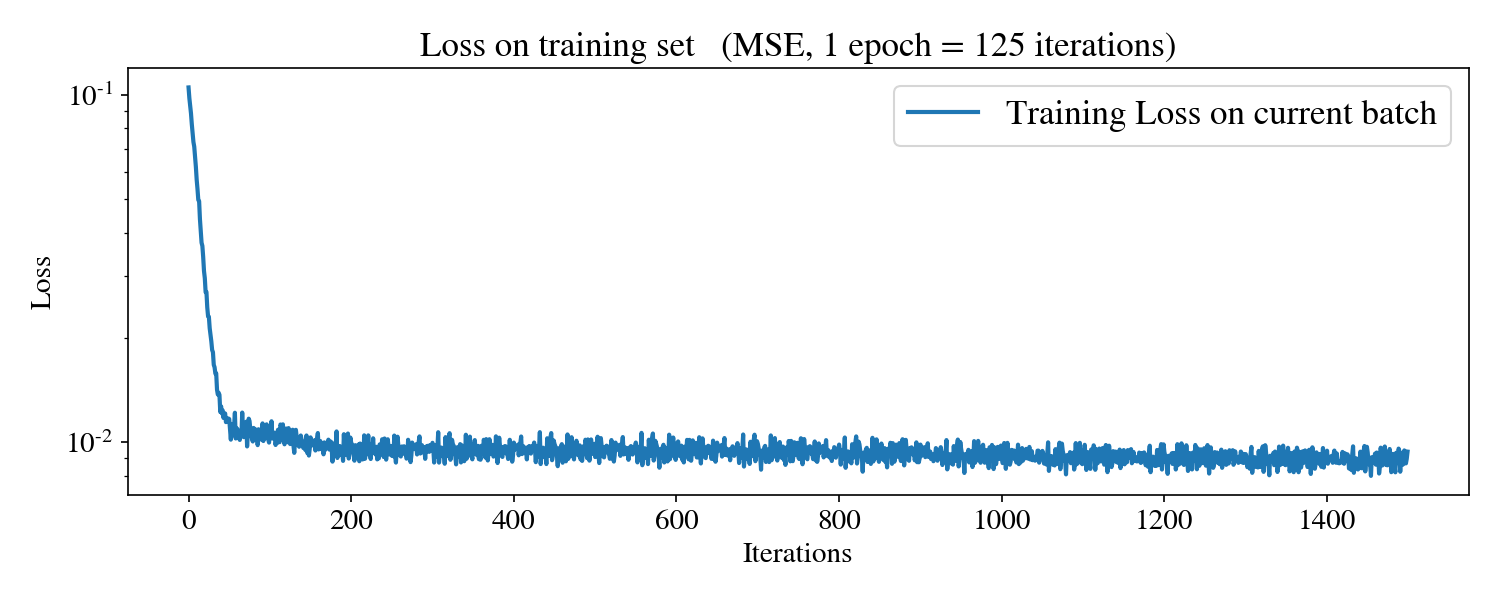 Loss on training set (MSE, 1 epoch = 125 iterations)
Training Loss on current batch
10⁻¹
10⁻²
Loss
0 200 400 600 800 1000 1200 1400
Iterations